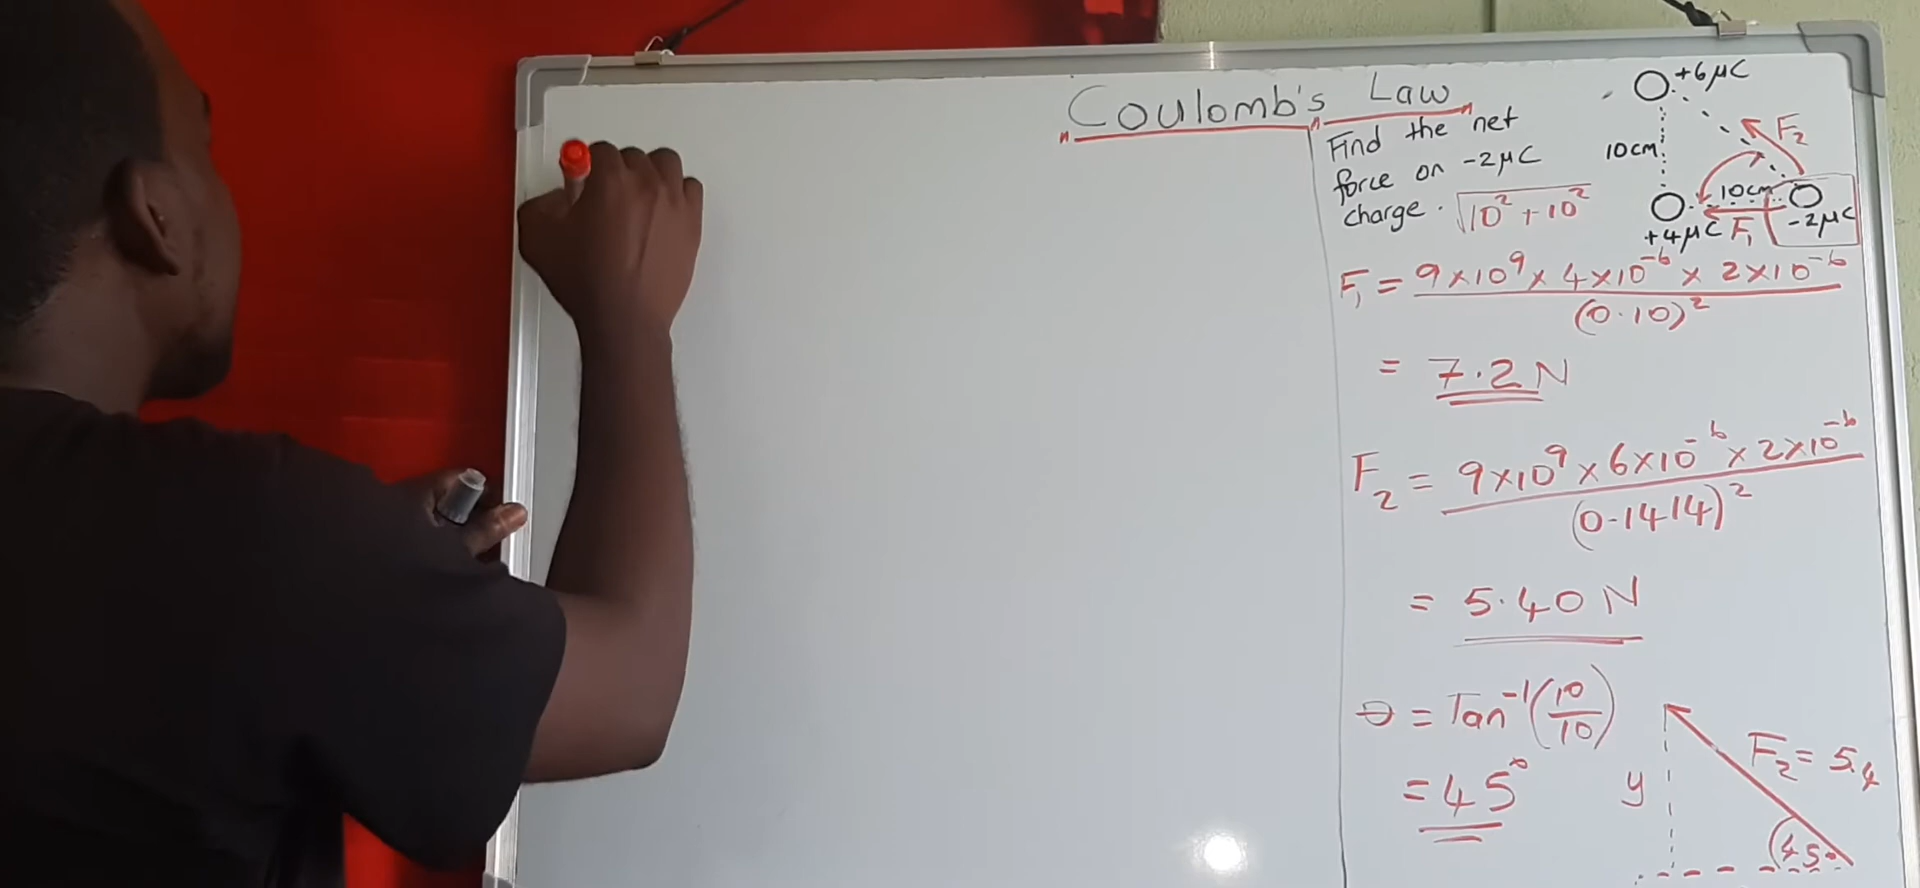 Coulomb's Law
Find the net
force on -2μC
charge. √10² + 10²
+6μC
F₂
10cm
10cm
+4μC
F₁
-2μC
F₁ = 9×10⁹ × 4×10⁻⁶ × 2×10⁻⁶
(0.10)²
= 7.2N
F₂ = 9×10⁹ × 6×10⁻⁶ × 2×10⁻⁶
(0.1414)²
= 5.40 N
θ = Tan⁻¹(10/10)
= 45°
F₂ = 5.4
y
45°